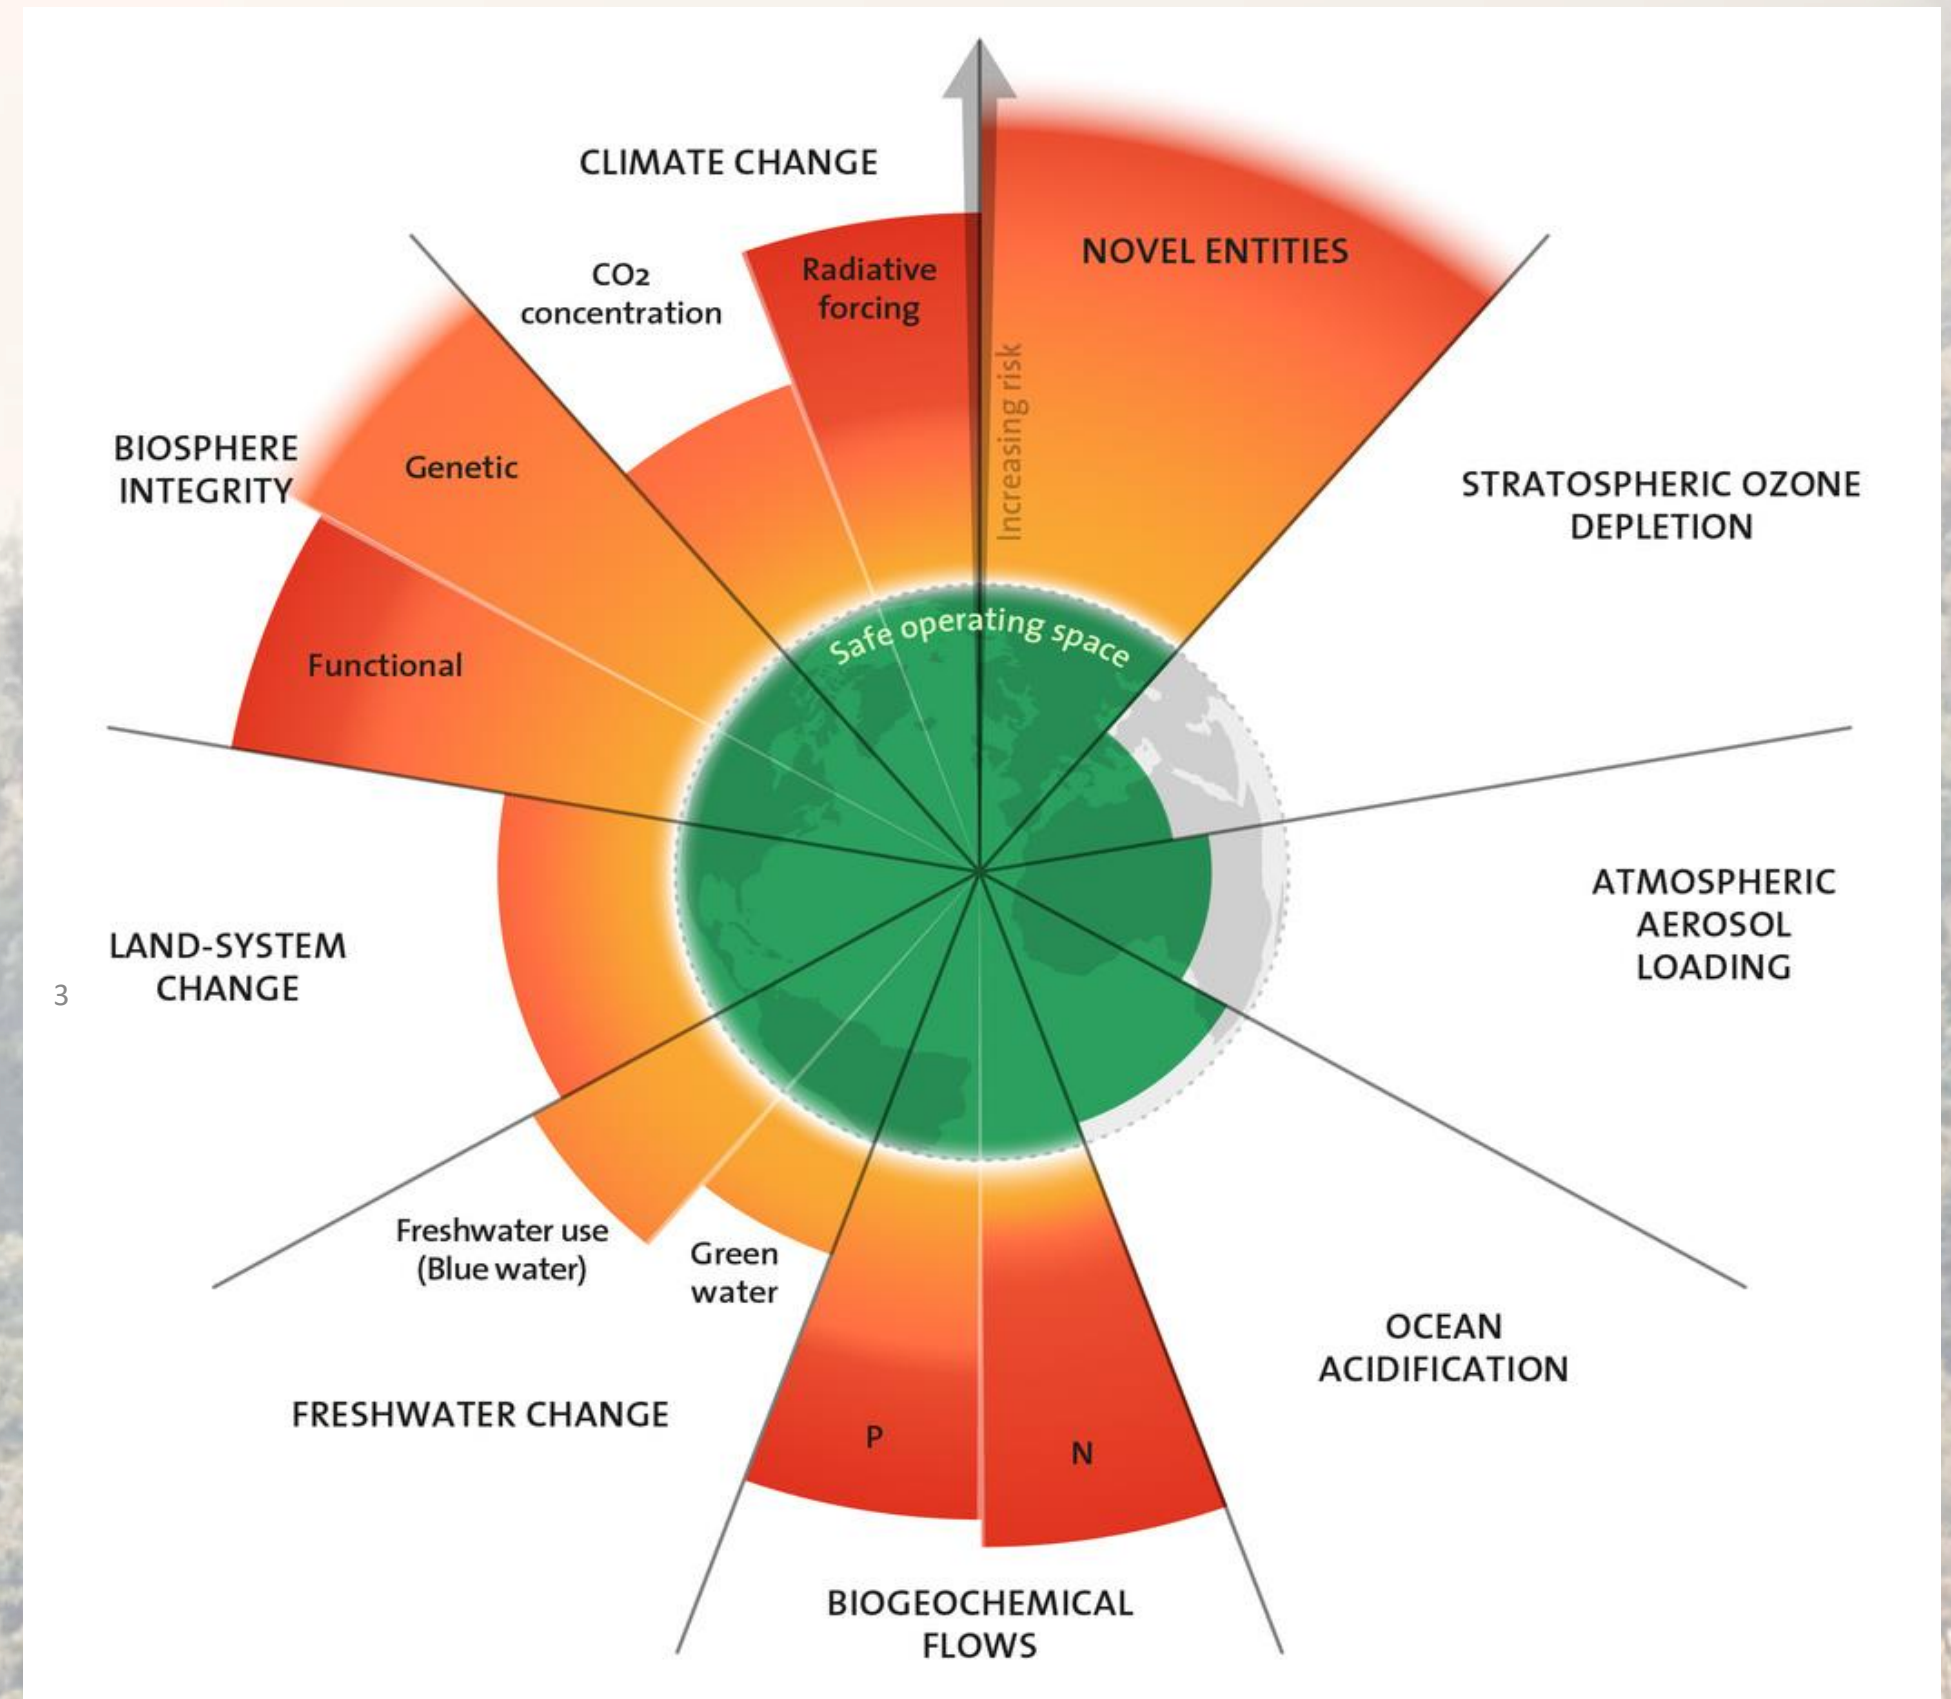 CLIMATE CHANGE
CO2
concentration
Radiative
forcing
NOVEL ENTITIES
Increasing risk
STRATOSPHERIC OZONE
DEPLETION
BIOSPHERE
INTEGRITY
Genetic
Functional
Safe operating space
ATMOSPHERIC
AEROSOL
LOADING
LAND-SYSTEM
CHANGE
3
Freshwater use
(Blue water)
Green
water
OCEAN
ACIDIFICATION
FRESHWATER CHANGE
P
N
BIOGEOCHEMICAL
FLOWS